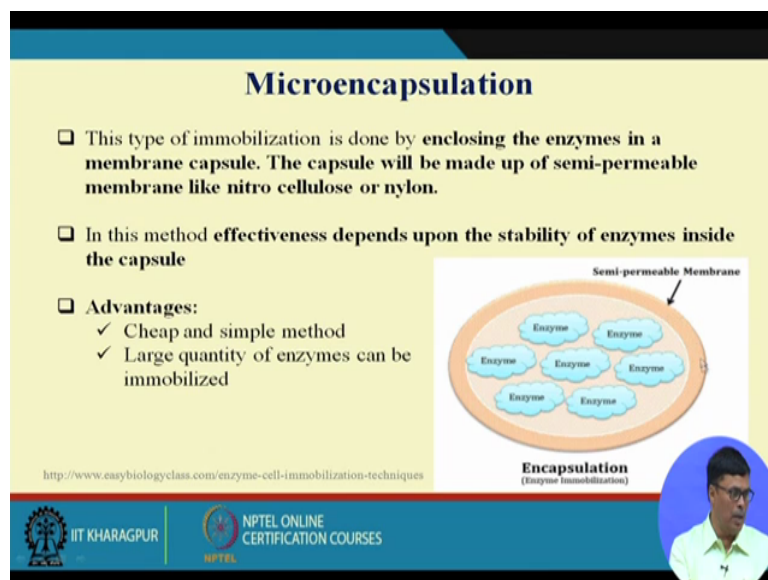 Microencapsulation
This type of immobilization is done by enclosing the enzymes in a
membrane capsule. The capsule will be made up of semi-permeable
membrane like nitro cellulose or nylon.
In this method effectiveness depends upon the stability of enzymes inside
the capsule
Advantages:
✓ Cheap and simple method
✓ Large quantity of enzymes can be
immobilized
Semi-permeable Membrane
Enzyme
Enzyme
Enzyme
Enzyme
Enzyme
Enzyme
Enzyme
Encapsulation
(Enzyme Immobilization)
http://www.easybiologyclass.com/enzyme-cell-immobilization-techniques
IIT KHARAGPUR
NPTEL
NPTEL ONLINE
CERTIFICATION COURSES